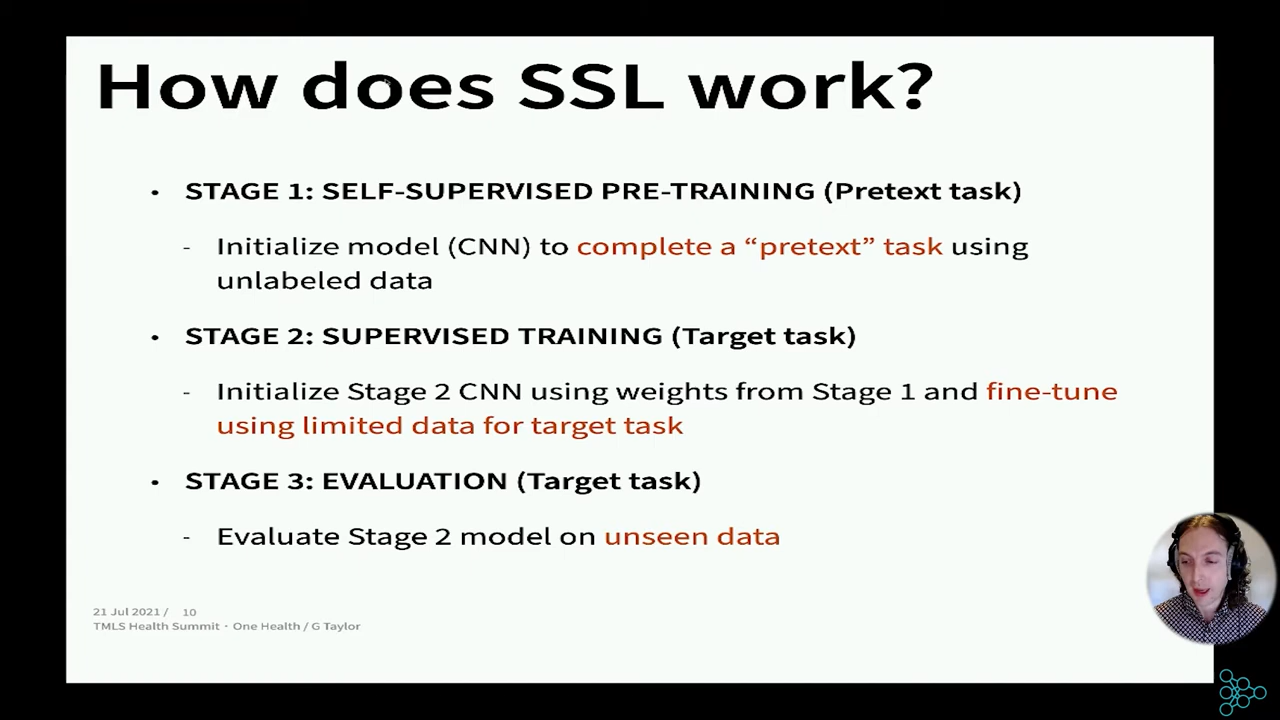 How does SSL work?
• STAGE 1: SELF-SUPERVISED PRE-TRAINING (Pretext task)
- Initialize model (CNN) to complete a “pretext” task using
unlabeled data
• STAGE 2: SUPERVISED TRAINING (Target task)
- Initialize Stage 2 CNN using weights from Stage 1 and fine-tune
using limited data for target task
• STAGE 3: EVALUATION (Target task)
- Evaluate Stage 2 model on unseen data
21 Jul 2021 / 10
TMLS Health Summit · One Health / G Taylor